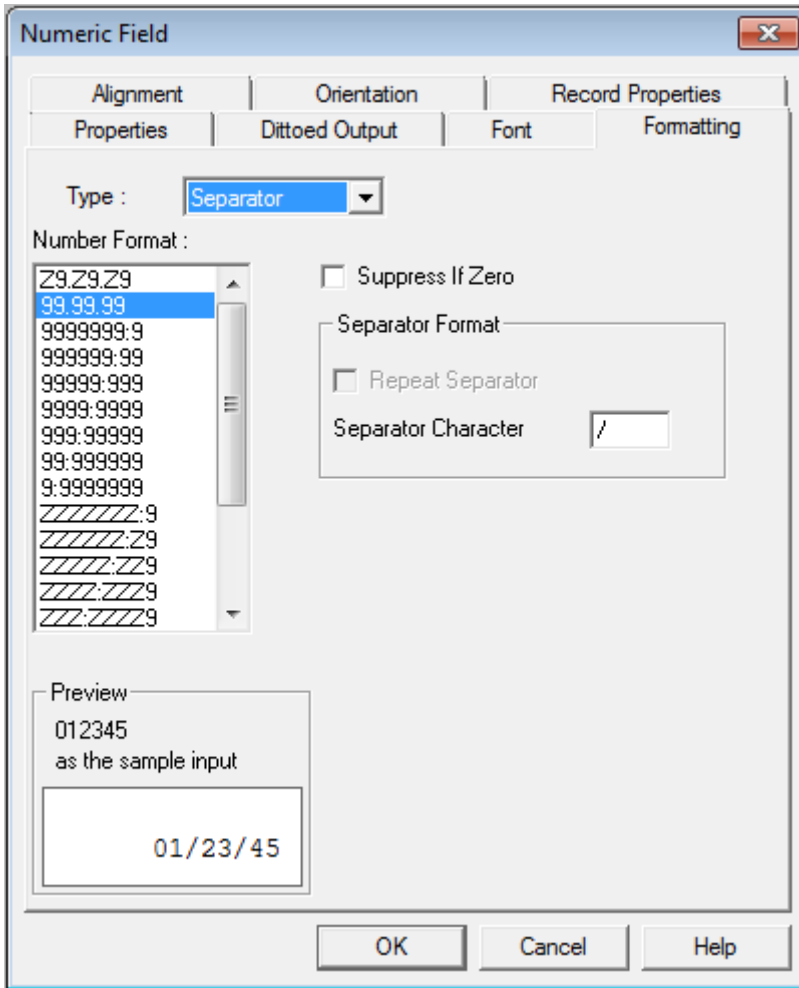 Numeric Field
Alignment Orientation Record Properties
Properties Dittoed Output Font Formatting
Type : Separator
Number Format :
Z9.Z9.Z9
99.99.99
9999999:9
999999:99
99999:999
9999:9999
999:99999
99:999999
9:9999999
ZZZZZZZ:9
ZZZZZZ:Z9
ZZZZZ:ZZ9
ZZZZ:ZZZ9
ZZZ:ZZZZ9
Suppress If Zero
Separator Format
Repeat Separator
Separator Character /
Preview
012345
as the sample input
01/23/45
OK Cancel Help